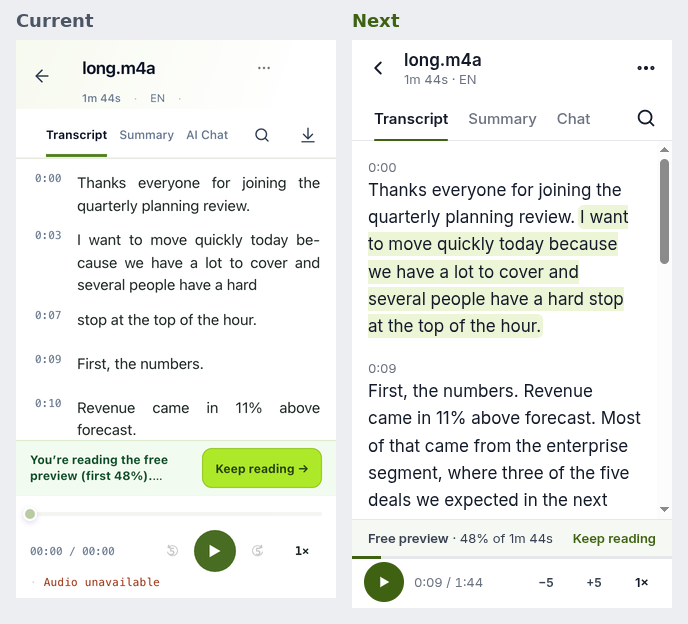 Current
long.m4a
...
1m 44s · EN ·
Transcript Summary AI Chat
0:00 Thanks everyone for joining the
quarterly planning review.
0:03 I want to move quickly today be-
cause we have a lot to cover and
several people have a hard
0:07 stop at the top of the hour.
0:09 First, the numbers.
0:10 Revenue came in 11% above
forecast.
You’re reading the free
preview (first 48%)....
Keep reading →
00:00 / 00:00 5 5 1×
· Audio unavailable
Next
long.m4a
1m 44s · EN
Transcript Summary Chat
0:00
Thanks everyone for joining the
quarterly planning review. I want
to move quickly today because
we have a lot to cover and
several people have a hard stop
at the top of the hour.
0:09
First, the numbers. Revenue
came in 11% above forecast. Most
of that came from the enterprise
segment, where three of the five
deals we expected in the next
Free preview · 48% of 1m 44s Keep reading
0:09 / 1:44 −5 +5 1×